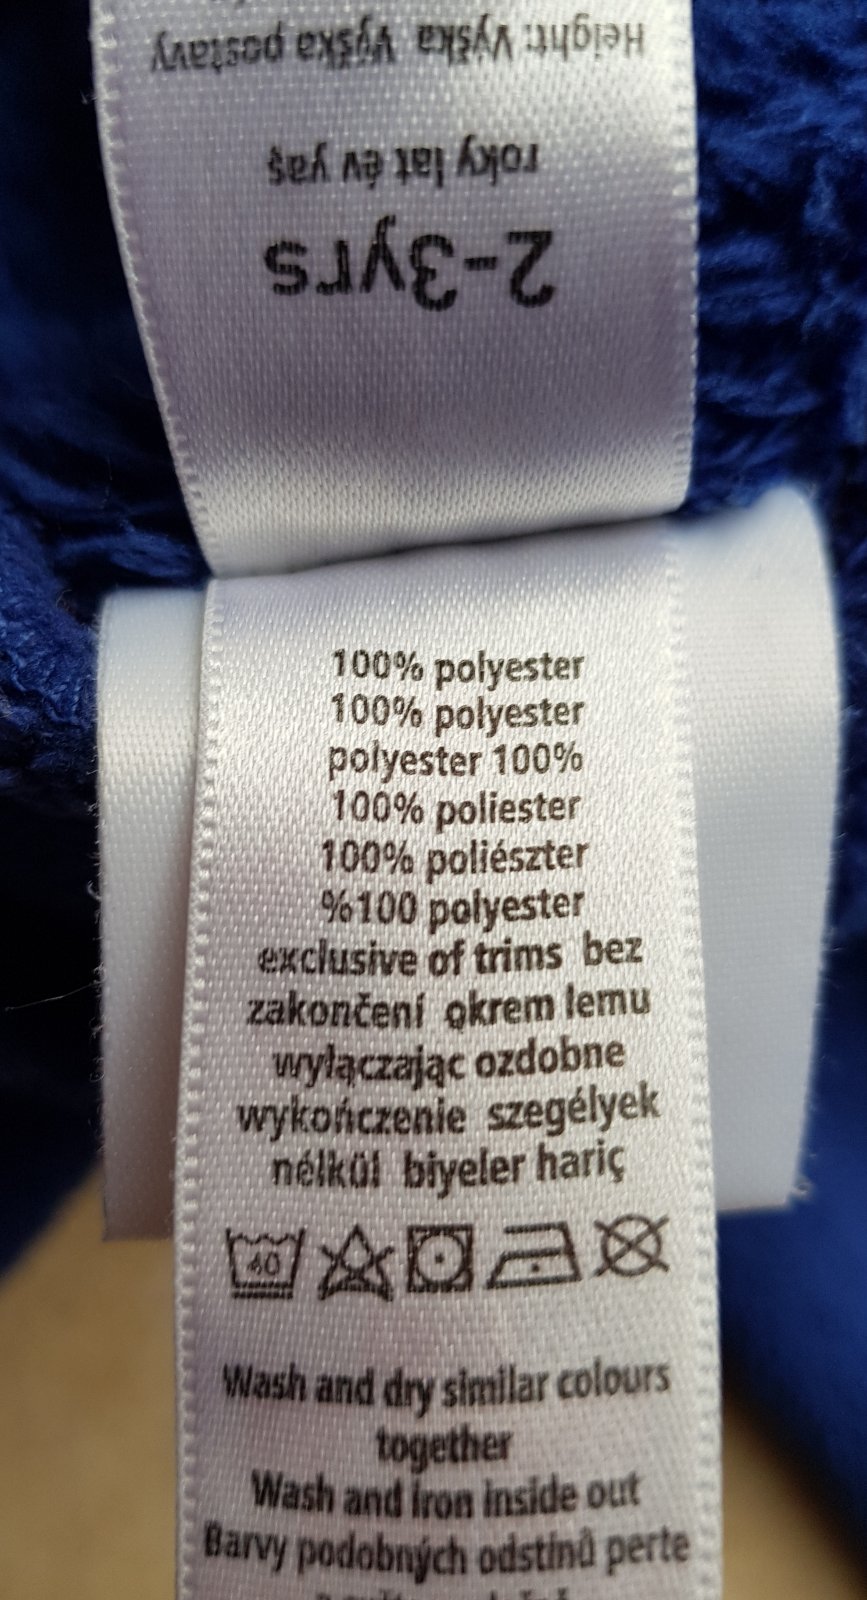 Height: Výška Výška postavy
roky lat év yaş
2-3yrs
100% polyester
100% polyester
polyester 100%
100% poliester
100% poliészter
%100 polyester
exclusive of trims bez
zakončení okrem lemu
wyłączając ozdobne
wykończenie szegélyek
nélkül biyeler hariç
40
Wash and dry similar colours
together
Wash and iron inside out
Barvy podobných odstínů perte